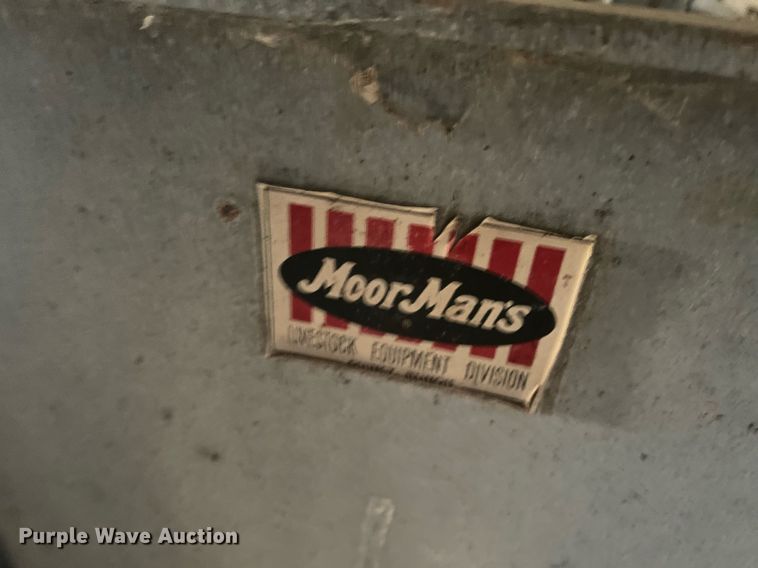 MoorMan's
LIVESTOCK EQUIPMENT DIVISION
Purple Wave Auction